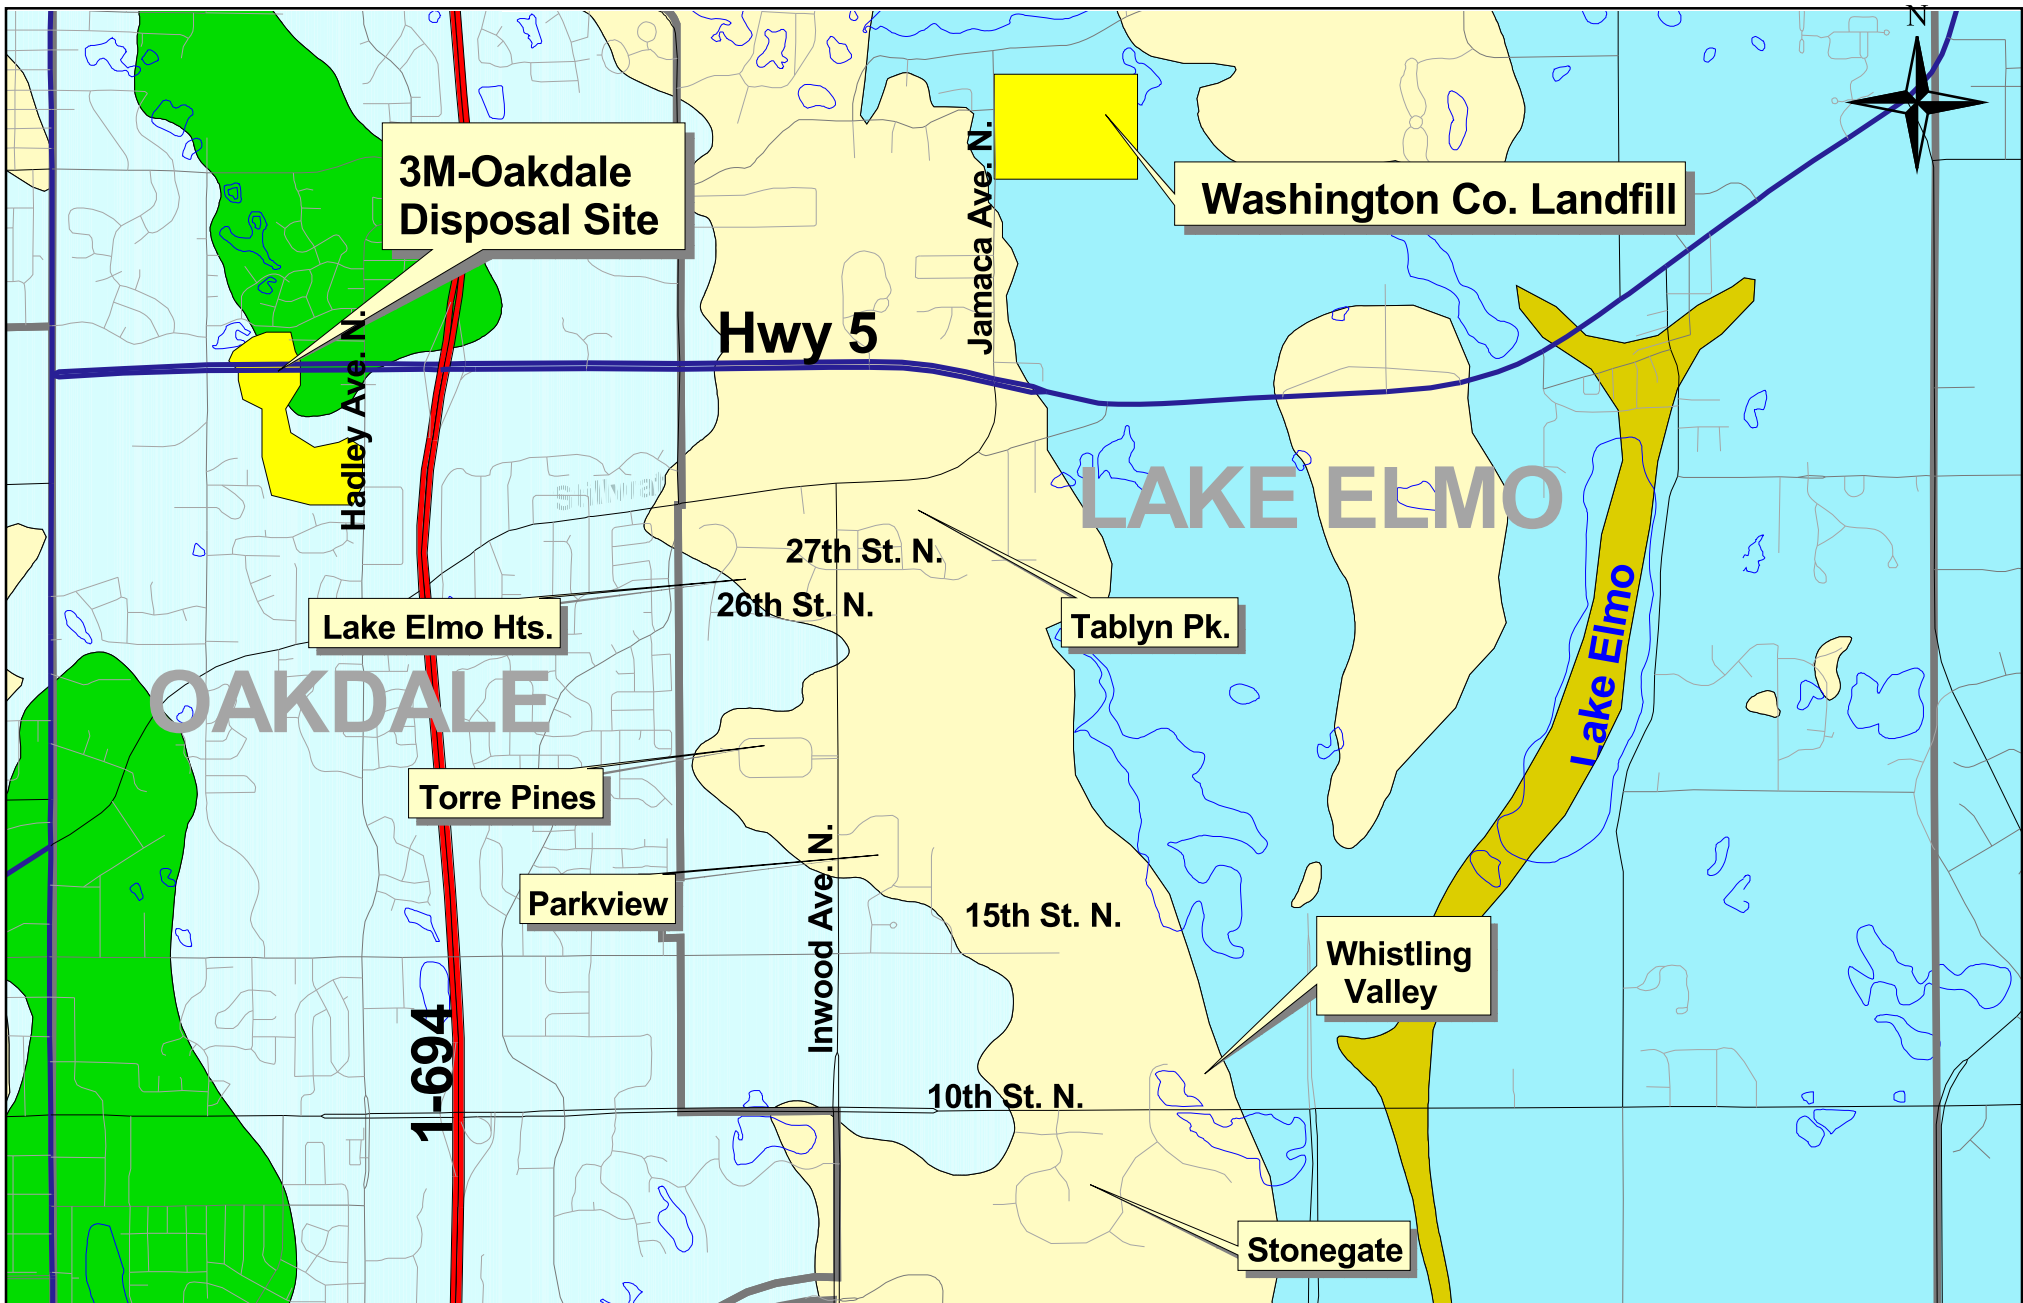 N
3M-Oakdale
Disposal Site
Washington Co. Landfill
Jamaca Ave. N.
Hwy 5
Hadley Ave. N.
LAKE ELMO
27th St. N.
26th St. N.
Lake Elmo Hts.
Tablyn Pk.
Lake Elmo
OAKDALE
Torre Pines
Inwood Ave. N.
Parkview
15th St. N.
Whistling
Valley
1-694
10th St. N.
Stonegate